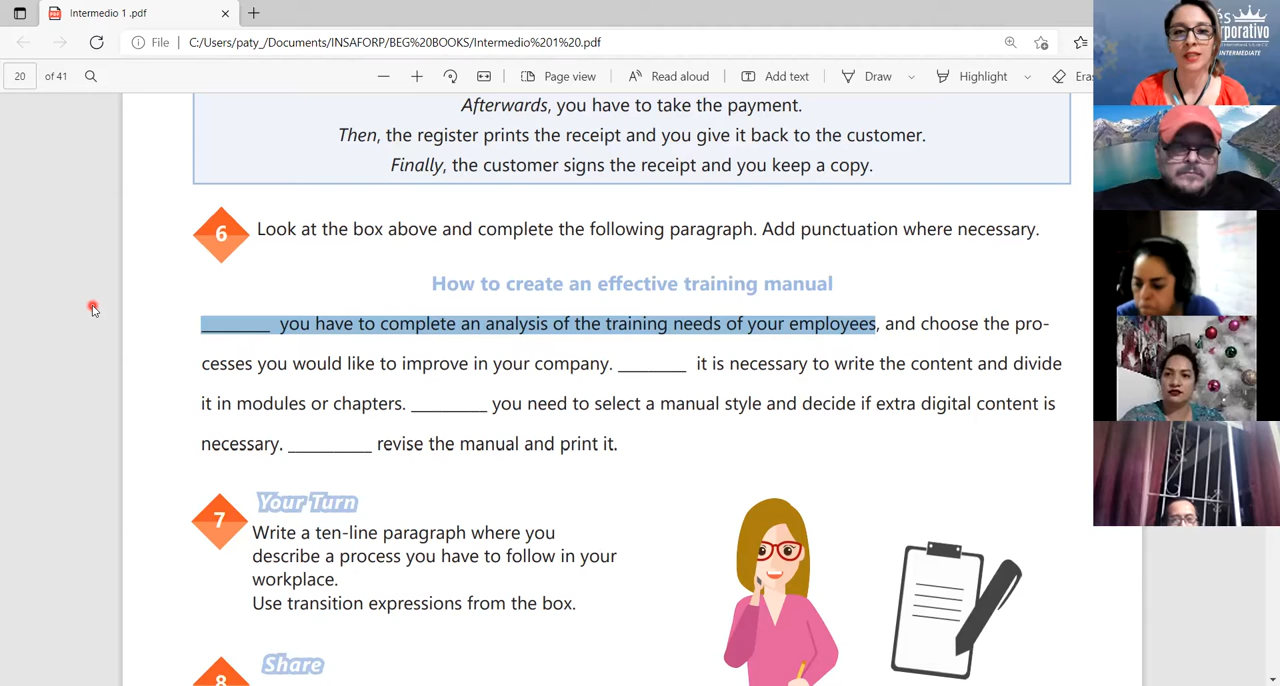 Intermedio 1 .pdf
File C:/Users/paty_/Documents/INSAFORP/BEG%20BOOKS/Intermedio%201%20.pdf
20 of 41 Page view Read aloud Add text Draw Highlight Eras
és
rporativo
INTERMEDIATE
Afterwards, you have to take the payment.
Then, the register prints the receipt and you give it back to the customer.
Finally, the customer signs the receipt and you keep a copy.
6 Look at the box above and complete the following paragraph. Add punctuation where necessary.
How to create an effective training manual
_________ you have to complete an analysis of the training needs of your employees, and choose the pro-
cesses you would like to improve in your company. _________ it is necessary to write the content and divide
it in modules or chapters. __________ you need to select a manual style and decide if extra digital content is
necessary. ___________ revise the manual and print it.
7 Your Turn
Write a ten-line paragraph where you
describe a process you have to follow in your
workplace.
Use transition expressions from the box.
8 Share